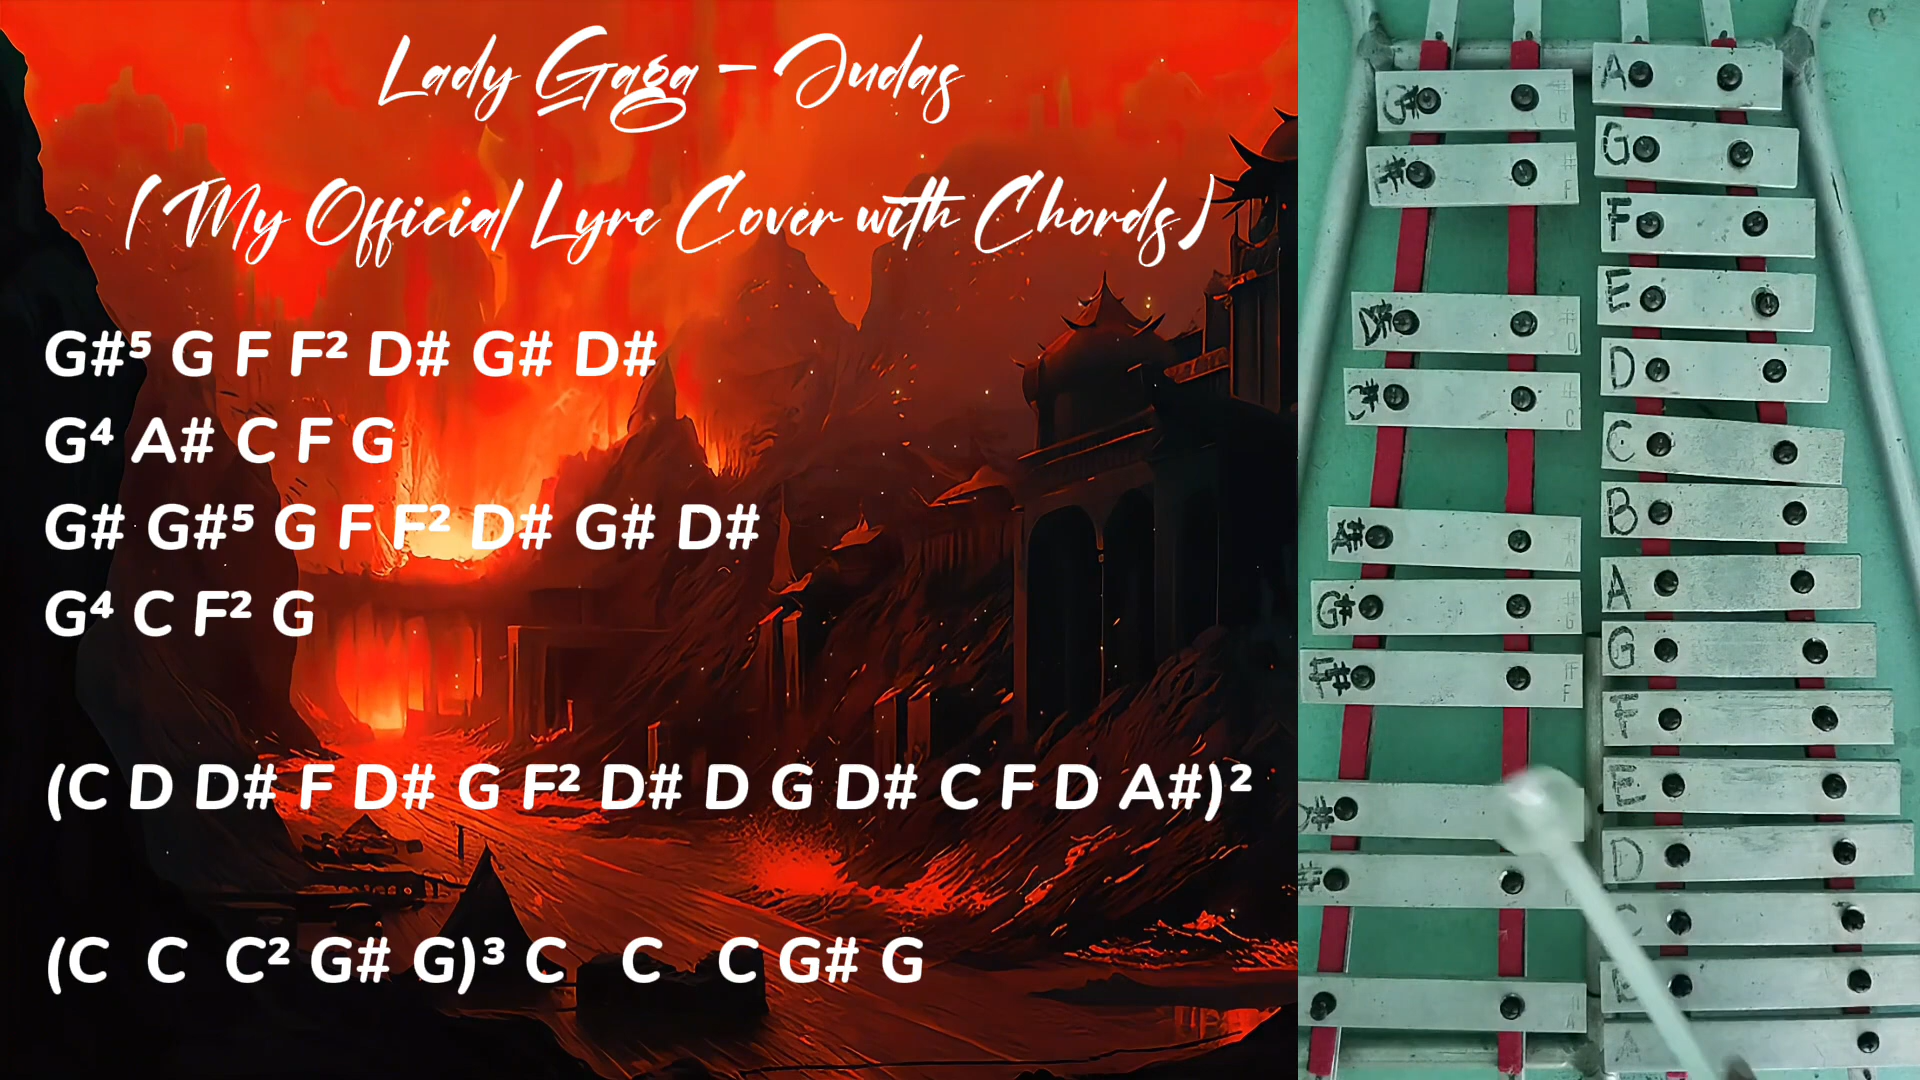 Lady Gaga - Judas
(My Official Lyre Cover with Chords)
G#⁵ G F F² D# G# D#
G⁴ A# C F G
G# G#⁵ G F F² D# G# D#
G⁴ C F² G
(C D D# F D# G F² D# D G D# C F D A#)²
(C C C² G# G)³ C C C G# G
G#
F#
D#
C#
A#
G#
F#
A
G
F
E
D
C
B
A
G
F
E
D
C
B
A